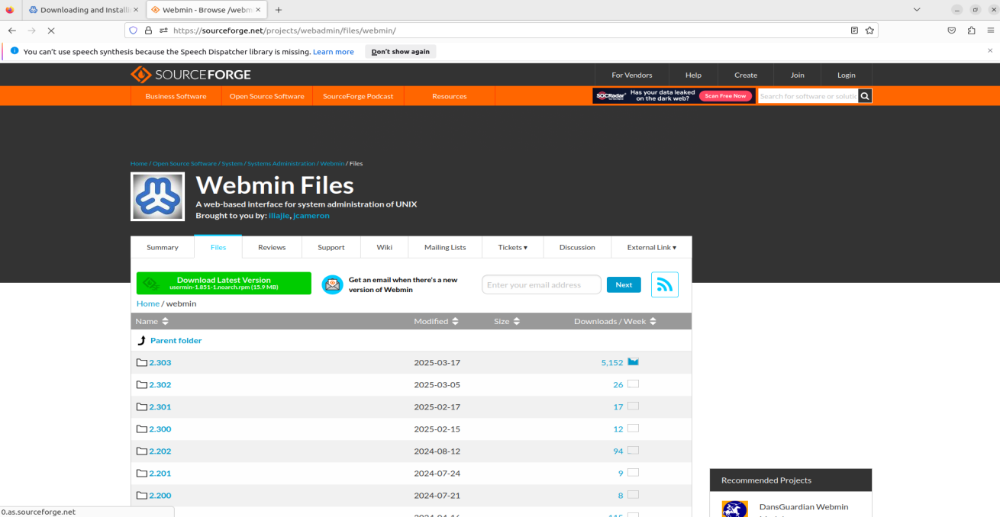 Downloading and Installi
Webmin - Browse /webm
https://sourceforge.net/projects/webadmin/files/webmin/
You can't use speech synthesis because the Speech Dispatcher library is missing. Learn more Don't show again
SOURCEFORGE
For Vendors Help Create Join Login
Business Software Open Source Software SourceForge Podcast Resources
SOCRadar Has your data leaked on the dark web? Scan Free Now
Search for software or soluti
Home / Open Source Software / System / Systems Administration / Webmin / Files
Webmin Files
A web-based interface for system administration of UNIX
Brought to you by: iliajie, jcameron
Summary Files Reviews Support Wiki Mailing Lists Tickets ▾ Discussion External Link ▾
Download Latest Version
usermin-1.851-1.noarch.rpm (15.9 MB)
Get an email when there's a new
version of Webmin
Enter your email address Next
Home / webmin
Name Modified Size Downloads / Week
Parent folder
2.303 2025-03-17 5,152
2.302 2025-03-05 26
2.301 2025-02-17 17
2.300 2025-02-15 12
2.202 2024-08-12 94
2.201 2024-07-24 9
2.200 2024-07-21 8
Recommended Projects
DansGuardian Webmin
0.as.sourceforge.net